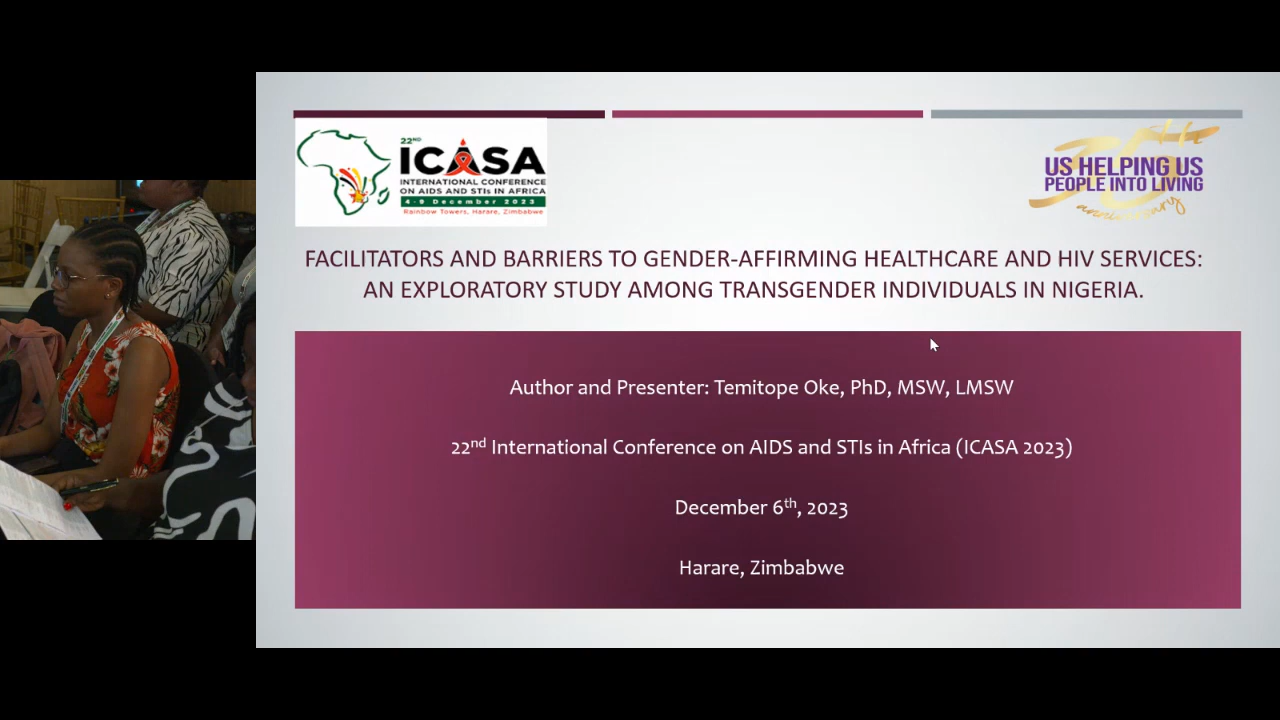 22ND
ICASA
INTERNATIONAL CONFERENCE
ON AIDS AND STIs IN AFRICA
4-9 December 2023
Rainbow Towers, Harare, Zimbabwe
30th
US HELPING US
PEOPLE INTO LIVING
anniversary
FACILITATORS AND BARRIERS TO GENDER-AFFIRMING HEALTHCARE AND HIV SERVICES:
AN EXPLORATORY STUDY AMONG TRANSGENDER INDIVIDUALS IN NIGERIA.
Author and Presenter: Temitope Oke, PhD, MSW, LMSW
22nd International Conference on AIDS and STIs in Africa (ICASA 2023)
December 6th, 2023
Harare, Zimbabwe